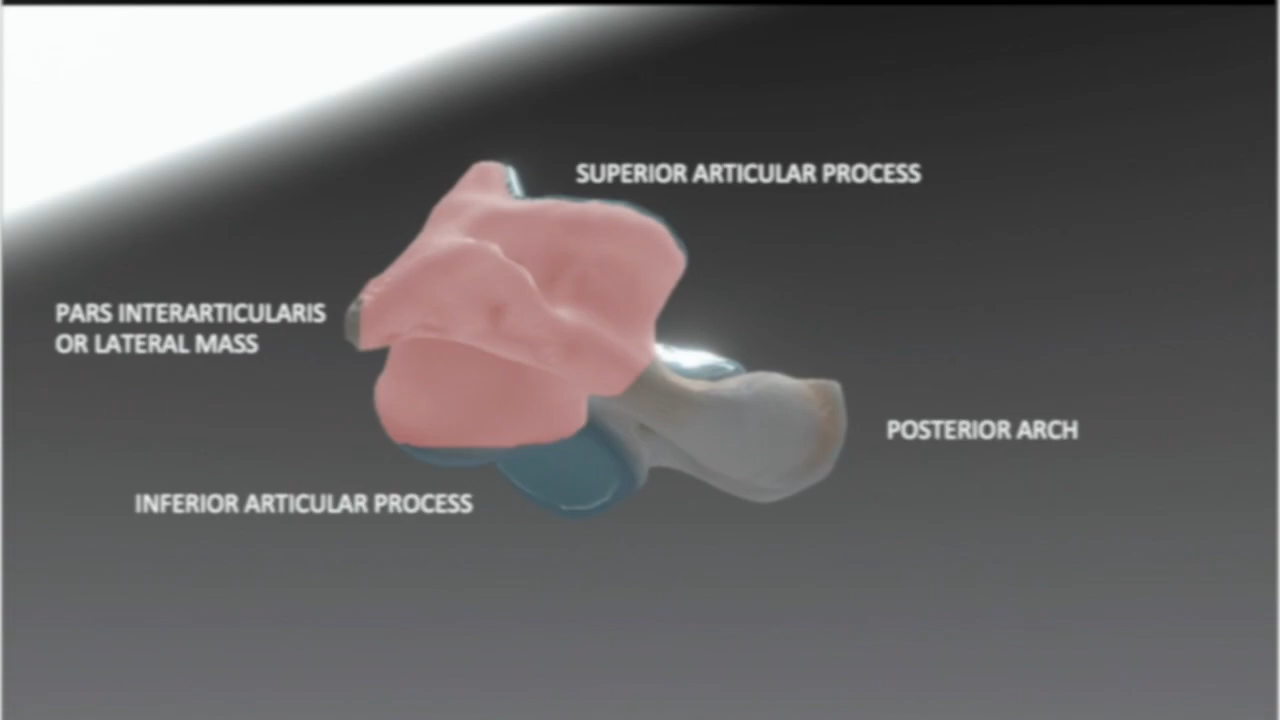 SUPERIOR ARTICULAR PROCESS
PARS INTERARTICULARIS
OR LATERAL MASS
POSTERIOR ARCH
INFERIOR ARTICULAR PROCESS